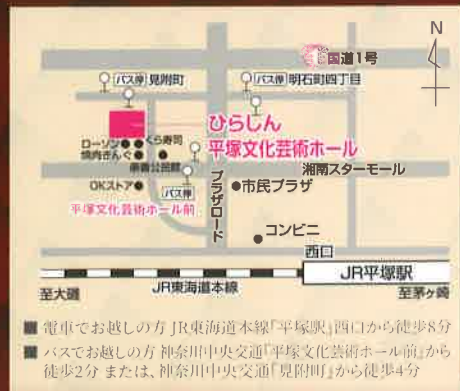 N
国道1号
バス停 見附町
バス停 明石町四丁目
ひらしん
平塚文化芸術ホール
ローソン
くら寿司
焼肉きんぐ
崇善公民館
湘南スターモール
OKストア
バス停
平塚文化芸術ホール前
プラザロード
市民プラザ
コンビニ
西口
JR平塚駅
至大磯
JR東海道本線
至茅ヶ崎
■ 電車でお越しの方 JR東海道本線「平塚駅」西口から徒歩8分
■ バスでお越しの方 神奈川中央交通「平塚文化芸術ホール前」から
徒歩2分 または、神奈川中央交通「見附町」から徒歩4分